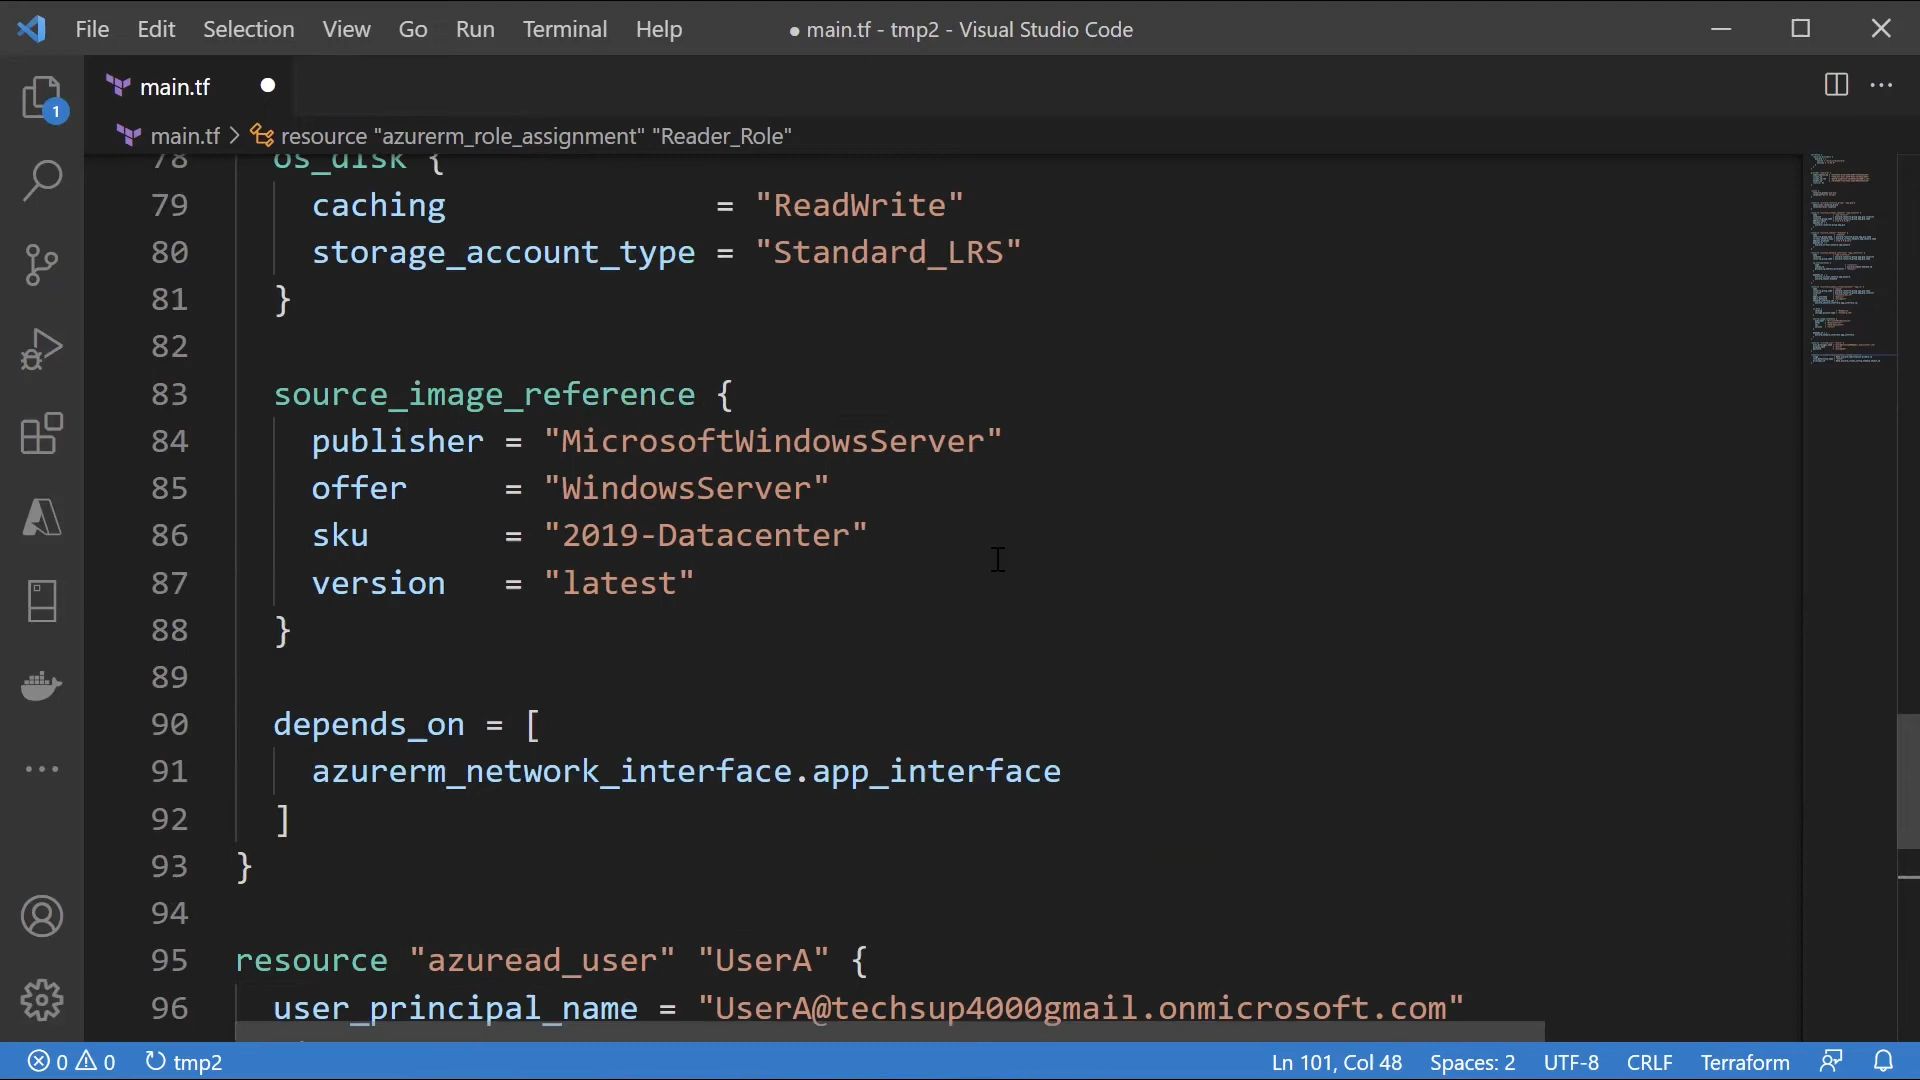 File Edit Selection View Go Run Terminal Help ● main.tf - tmp2 - Visual Studio Code
main.tf
1
main.tf > resource "azurerm_role_assignment" "Reader_Role"
78 os_disk {
79 caching = "ReadWrite"
80 storage_account_type = "Standard_LRS"
81 }
82
83 source_image_reference {
84 publisher = "MicrosoftWindowsServer"
85 offer = "WindowsServer"
86 sku = "2019-Datacenter"
87 version = "latest"
88 }
89
90 depends_on = [
91 azurerm_network_interface.app_interface
92 ]
93 }
94
95 resource "azuread_user" "UserA" {
96 user_principal_name = "UserA@techsup4000gmail.onmicrosoft.com"
0 0 tmp2 Ln 101, Col 48 Spaces: 2 UTF-8 CRLF Terraform